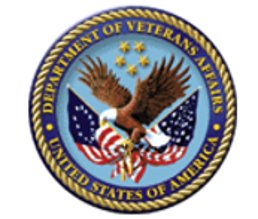 DEPARTMENT OF VETERANS AFFAIRS
UNITED STATES OF AMERICA